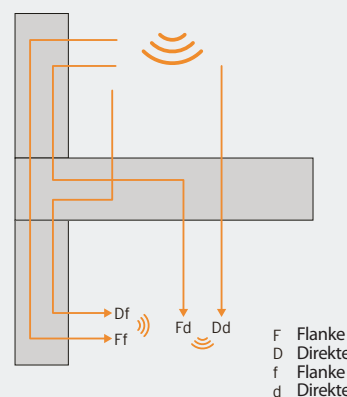 Df
Ff
Fd Dd
F Flanke
D Direkte
f Flanke
d Direkte